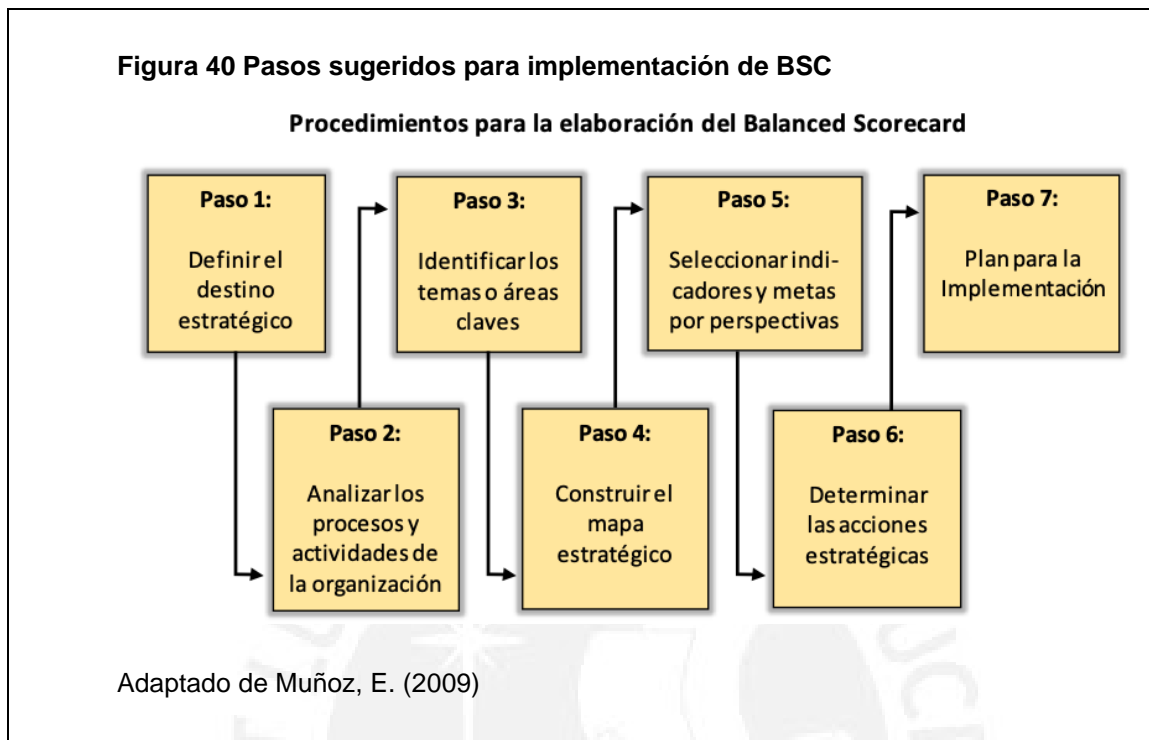 Figura 40 Pasos sugeridos para implementación de BSC
Procedimientos para la elaboración del Balanced Scorecard
Paso 1:
Definir el
destino
estratégico
Paso 2:
Analizar los
procesos y
actividades de
la organización
Paso 3:
Identificar los
temas o áreas
claves
Paso 4:
Construir el
mapa
estratégico
Paso 5:
Seleccionar indi-
cadores y metas
por perspectivas
Paso 6:
Determinar
las acciones
estratégicas
Paso 7:
Plan para la
Implementación
Adaptado de Muñoz, E. (2009)